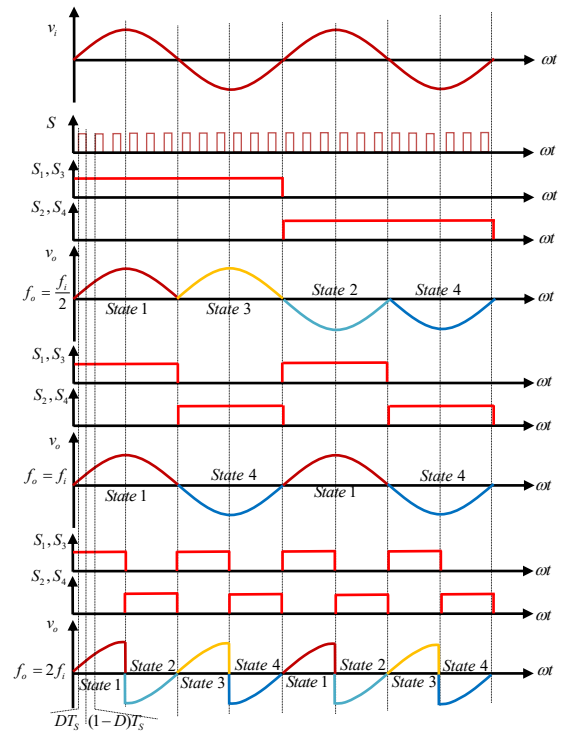 v_i
ωt
S
ωt
S_1, S_3
ωt
S_2, S_4
ωt
v_o
f_o = f_i/2
State 1
State 3
State 2
State 4
ωt
S_1, S_3
ωt
S_2, S_4
ωt
v_o
f_o = f_i
State 1
State 4
State 1
State 4
ωt
S_1, S_3
ωt
S_2, S_4
ωt
v_o
f_o = 2f_i
State 1
State 2
State 3
State 4
State 1
State 2
State 3
State 4
ωt
DT_S
(1-D)T_S